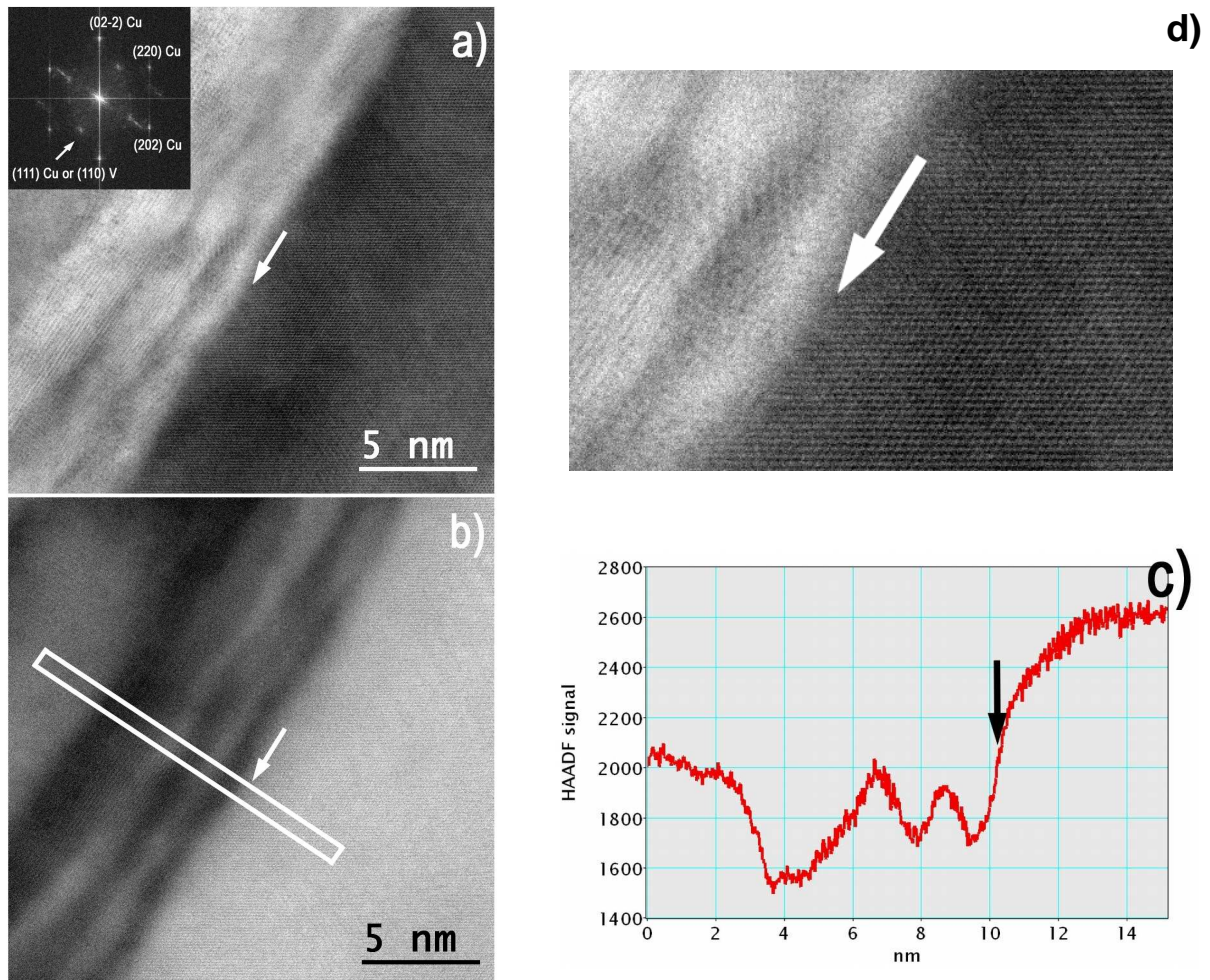 a)
(02-2) Cu
(220) Cu
(202) Cu
(111) Cu or (110) V
5 nm
b)
5 nm
d)
c)
HAADF signal
2800
2600
2400
2200
2000
1800
1600
1400
0 2 4 6 8 10 12 14
nm